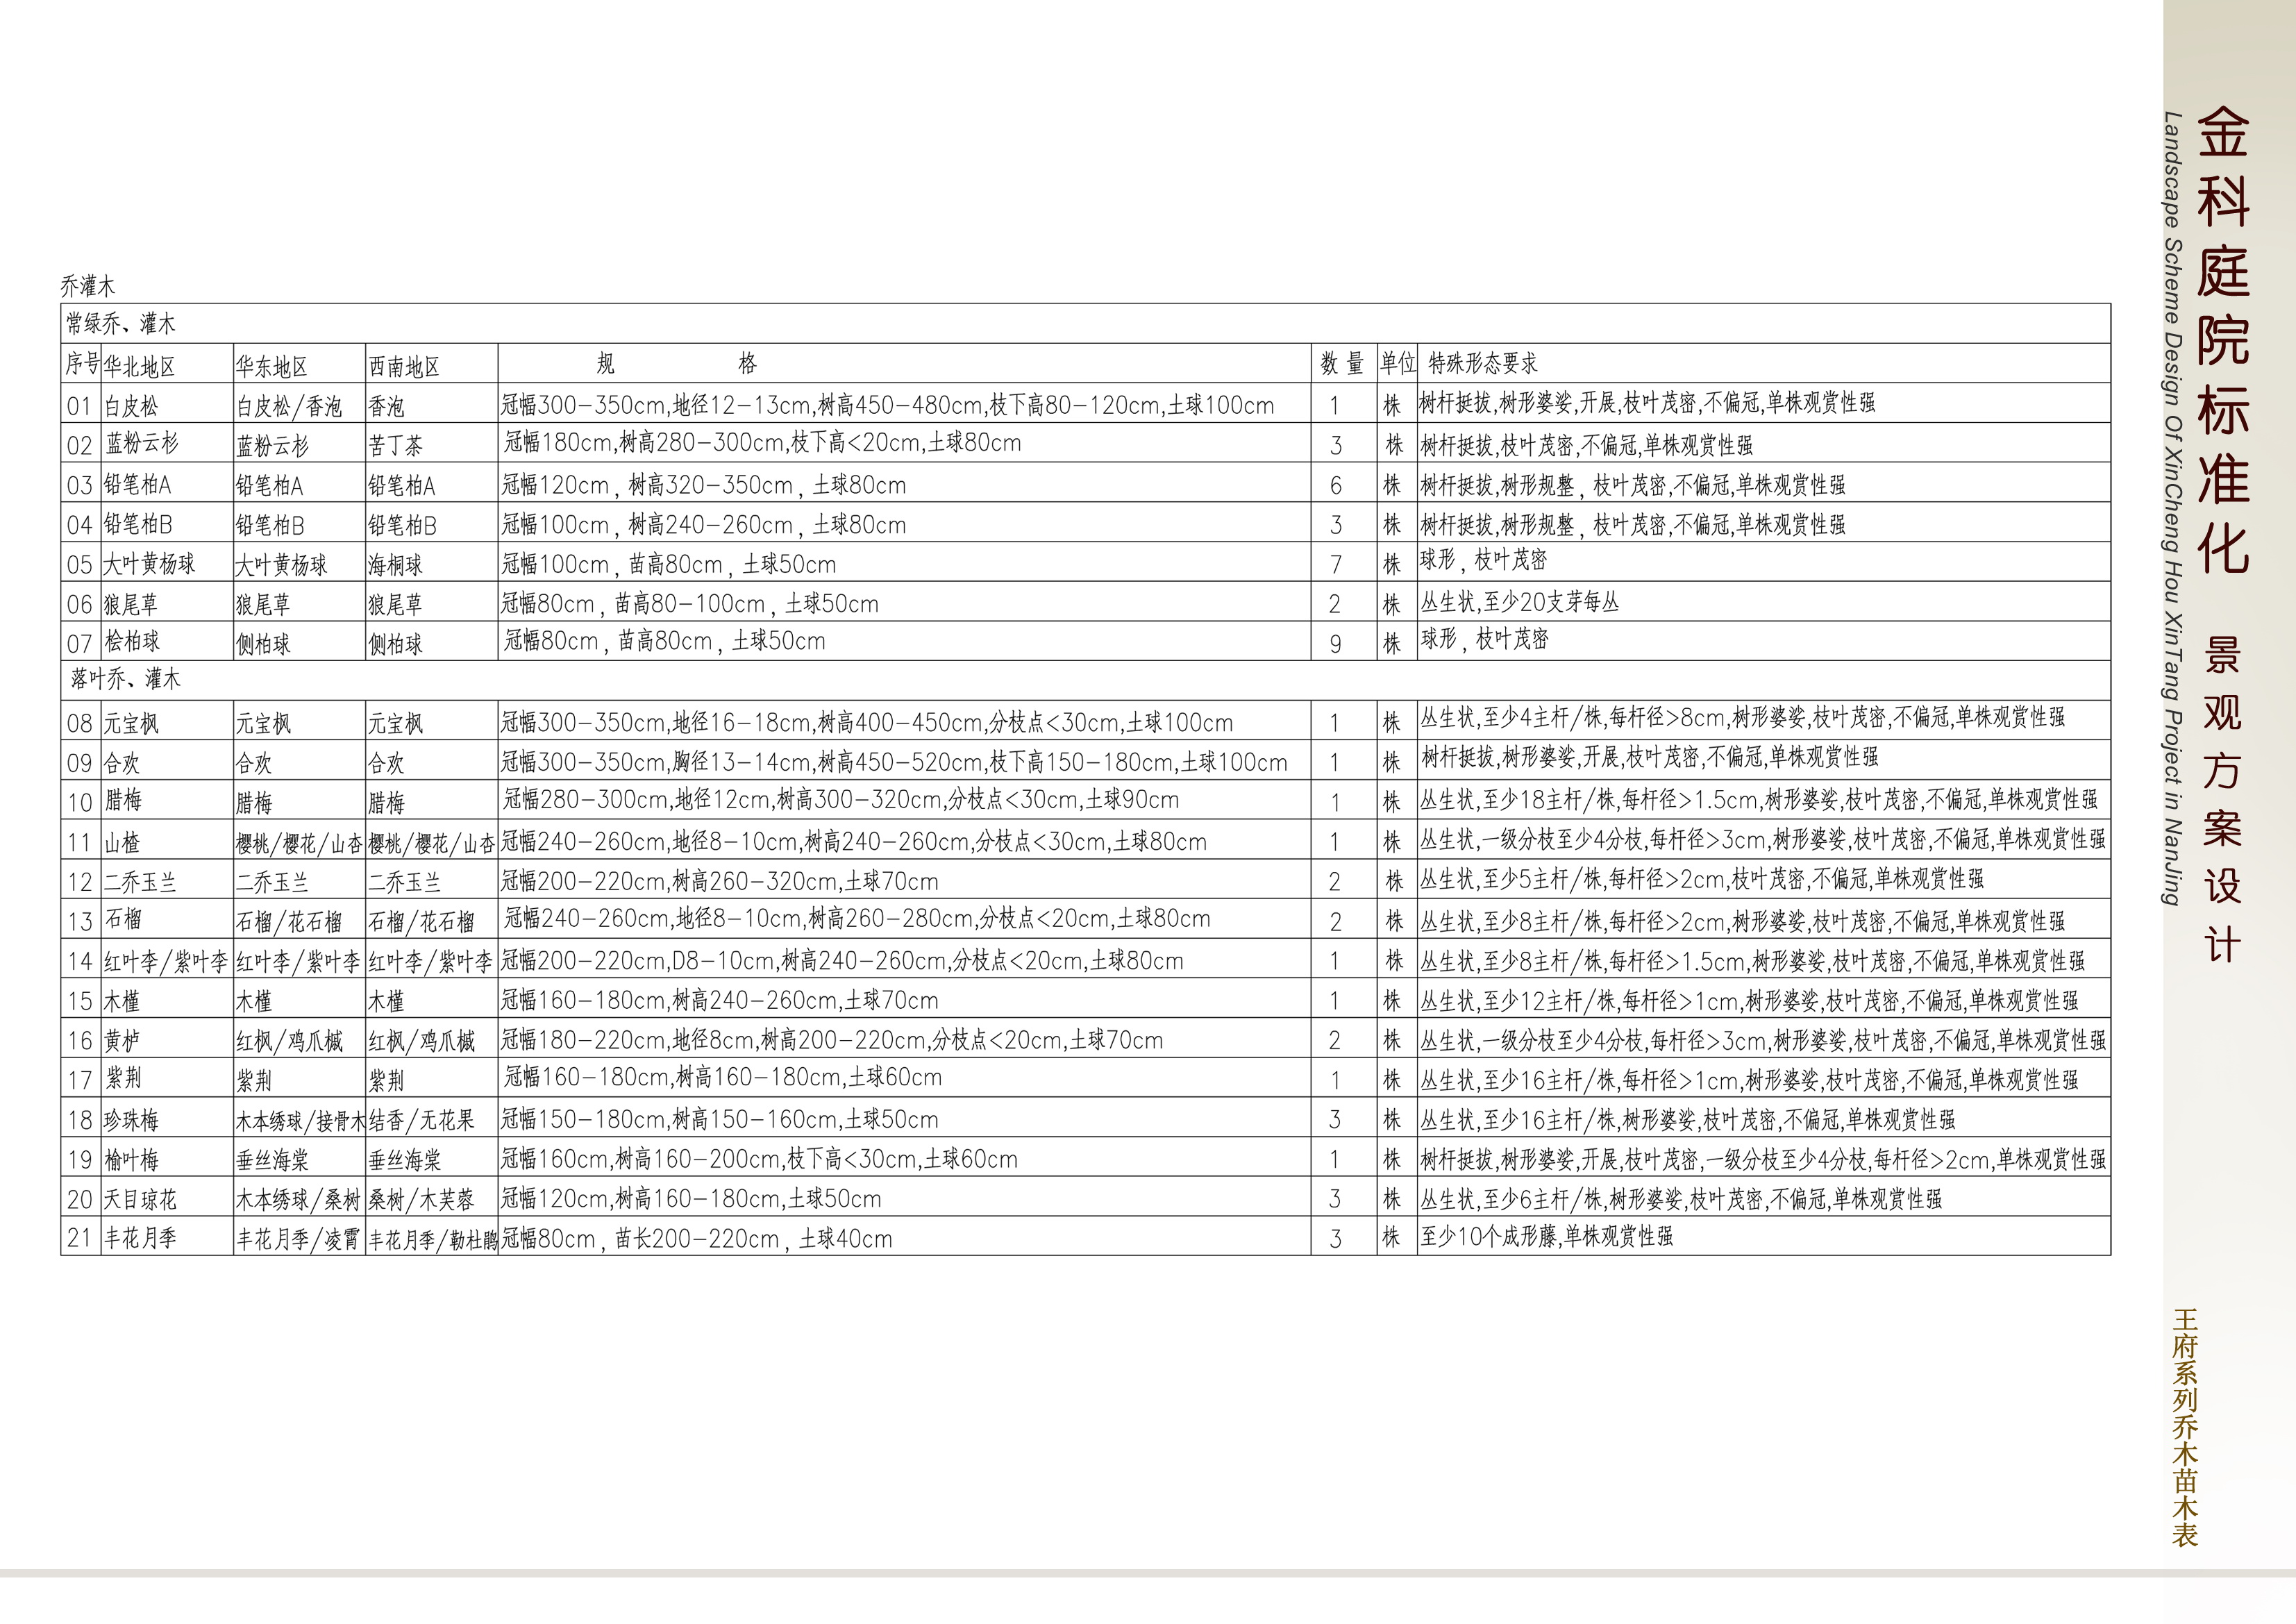 乔灌木
常绿乔、灌木
序号 华北地区 华东地区 西南地区 规 格 数 量 单位 特殊形态要求
01 白皮松 白皮松/香泡 香泡 冠幅300-350cm,地径12-13cm,树高450-480cm,枝下高80-120cm,土球100cm 1 株 树杆挺拔,树形婆娑,开展,枝叶茂密,不偏冠,单株观赏性强
02 蓝粉云杉 蓝粉云杉 苦丁茶 冠幅180cm,树高280-300cm,枝下高<20cm,土球80cm 3 株 树杆挺拔,枝叶茂密,不偏冠,单株观赏性强
03 铅笔柏A 铅笔柏A 铅笔柏A 冠幅120cm,树高320-350cm,土球80cm 6 株 树杆挺拔,树形规整,枝叶茂密,不偏冠,单株观赏性强
04 铅笔柏B 铅笔柏B 铅笔柏B 冠幅100cm,树高240-260cm,土球80cm 3 株 树杆挺拔,树形规整,枝叶茂密,不偏冠,单株观赏性强
05 大叶黄杨球 大叶黄杨球 海桐球 冠幅100cm,苗高80cm,土球50cm 7 株 球形,枝叶茂密
06 狼尾草 狼尾草 狼尾草 冠幅80cm,苗高80-100cm,土球50cm 2 株 丛生状,至少20支芽每丛
07 桧柏球 侧柏球 侧柏球 冠幅80cm,苗高80cm,土球50cm 9 株 球形,枝叶茂密
落叶乔、灌木
08 元宝枫 元宝枫 元宝枫 冠幅300-350cm,地径16-18cm,树高400-450cm,分枝点<30cm,土球100cm 1 株 丛生状,至少4主杆/株,每杆径>8cm,树形婆娑,枝叶茂密,不偏冠,单株观赏性强
09 合欢 合欢 合欢 冠幅300-350cm,胸径13-14cm,树高450-520cm,枝下高150-180cm,土球100cm 1 株 树杆挺拔,树形婆娑,开展,枝叶茂密,不偏冠,单株观赏性强
10 腊梅 腊梅 腊梅 冠幅280-300cm,地径12cm,树高300-320cm,分枝点<30cm,土球90cm 1 株 丛生状,至少18主杆/株,每杆径>1.5cm,树形婆娑,枝叶茂密,不偏冠,单株观赏性强
11 山楂 樱桃/樱花/山杏 樱桃/樱花/山杏 冠幅240-260cm,地径8-10cm,树高240-260cm,分枝点<30cm,土球80cm 1 株 丛生状,一级分枝至少4分枝,每杆径>3cm,树形婆娑,枝叶茂密,不偏冠,单株观赏性强
12 二乔玉兰 二乔玉兰 二乔玉兰 冠幅200-220cm,树高260-320cm,土球70cm 2 株 丛生状,至少5主杆/株,每杆径>2cm,枝叶茂密,不偏冠,单株观赏性强
13 石榴 石榴/花石榴 石榴/花石榴 冠幅240-260cm,地径8-10cm,树高260-280cm,分枝点<20cm,土球80cm 2 株 丛生状,至少8主杆/株,每杆径>2cm,树形婆娑,枝叶茂密,不偏冠,单株观赏性强
14 红叶李/紫叶李 红叶李/紫叶李 红叶李/紫叶李 冠幅200-220cm,D8-10cm,树高240-260cm,分枝点<20cm,土球80cm 1 株 丛生状,至少8主杆/株,每杆径>1.5cm,树形婆娑,枝叶茂密,不偏冠,单株观赏性强
15 木槿 木槿 木槿 冠幅160-180cm,树高240-260cm,土球70cm 1 株 丛生状,至少12主杆/株,每杆径>1cm,树形婆娑,枝叶茂密,不偏冠,单株观赏性强
16 黄栌 红枫/鸡爪槭 红枫/鸡爪槭 冠幅180-220cm,地径8cm,树高200-220cm,分枝点<20cm,土球70cm 2 株 丛生状,一级分枝至少4分枝,每杆径>3cm,树形婆娑,枝叶茂密,不偏冠,单株观赏性强
17 紫荆 紫荆 紫荆 冠幅160-180cm,树高160-180cm,土球60cm 1 株 丛生状,至少16主杆/株,每杆径>1cm,树形婆娑,枝叶茂密,不偏冠,单株观赏性强
18 珍珠梅 木本绣球/接骨木 结香/无花果 冠幅150-180cm,树高150-160cm,土球50cm 3 株 丛生状,至少16主杆/株,树形婆娑,枝叶茂密,不偏冠,单株观赏性强
19 榆叶梅 垂丝海棠 垂丝海棠 冠幅160cm,树高160-200cm,枝下高<30cm,土球60cm 1 株 树杆挺拔,树形婆娑,开展,枝叶茂密,一级分枝至少4分枝,每杆径>2cm,单株观赏性强
20 天目琼花 木本绣球/桑树 桑树/木芙蓉 冠幅120cm,树高160-180cm,土球50cm 3 株 丛生状,至少6主杆/株,树形婆娑,枝叶茂密,不偏冠,单株观赏性强
21 丰花月季 丰花月季/凌霄 丰花月季/勒杜鹃 冠幅80cm,苗长200-220cm,土球40cm 3 株 至少10个成形藤,单株观赏性强
金科庭院标准化 景观方案设计
Landscape Scheme Design Of XinCheng Hou XinTang Project in NanJing
王府系列乔木苗木表